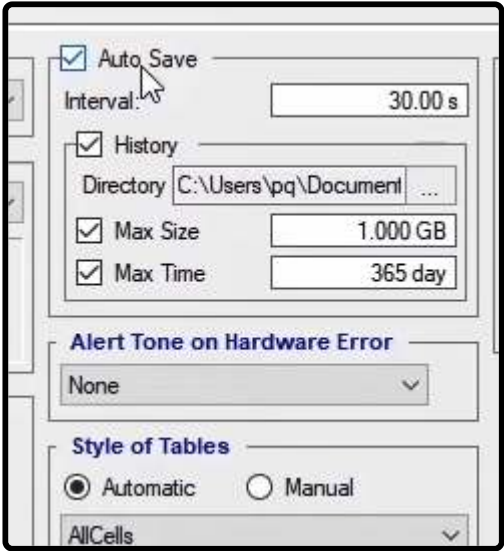 Auto Save
Interval: 30.00 s
History
Directory C:\Users\pq\Document ...
Max Size 1.000 GB
Max Time 365 day
Alert Tone on Hardware Error
None
Style of Tables
Automatic Manual
AllCells